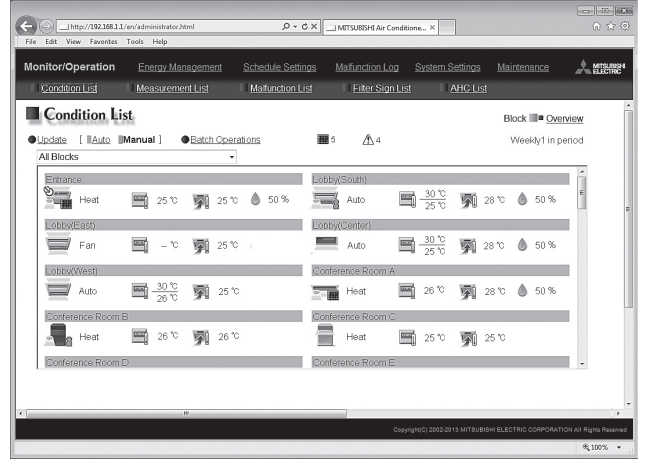 http://192.168.1.1/en/administrator.html
MITSUBISHI Air Conditione...
File Edit View Favorites Tools Help
Monitor/Operation Energy Management Schedule Settings Malfunction Log System Settings Maintenance MITSUBISHI ELECTRIC
Condition List Measurement List Malfunction List Filter Sign List AHC List
Condition List
Block Overview
Update [ Auto Manual ] Batch Operations 5 4 Weekly1 in period
All Blocks
Entrance Lobby(South)
Heat 25 °C 25 °C 50 % Auto 30 °C 25 °C 28 °C 50 %
Lobby(East) Lobby(Center)
Fan – °C 25 °C Auto 30 °C 25 °C 28 °C 50 %
Lobby(West) Conference Room A
Auto 30 °C 26 °C 25 °C Heat 26 °C 28 °C 50 %
Conference Room B Conference Room C
Heat 26 °C 26 °C Heat 25 °C 25 °C
Conference Room D Conference Room E
Copyright(C) 2002-2013 MITSUBISHI ELECTRIC CORPORATION All Rights Reserved
100%